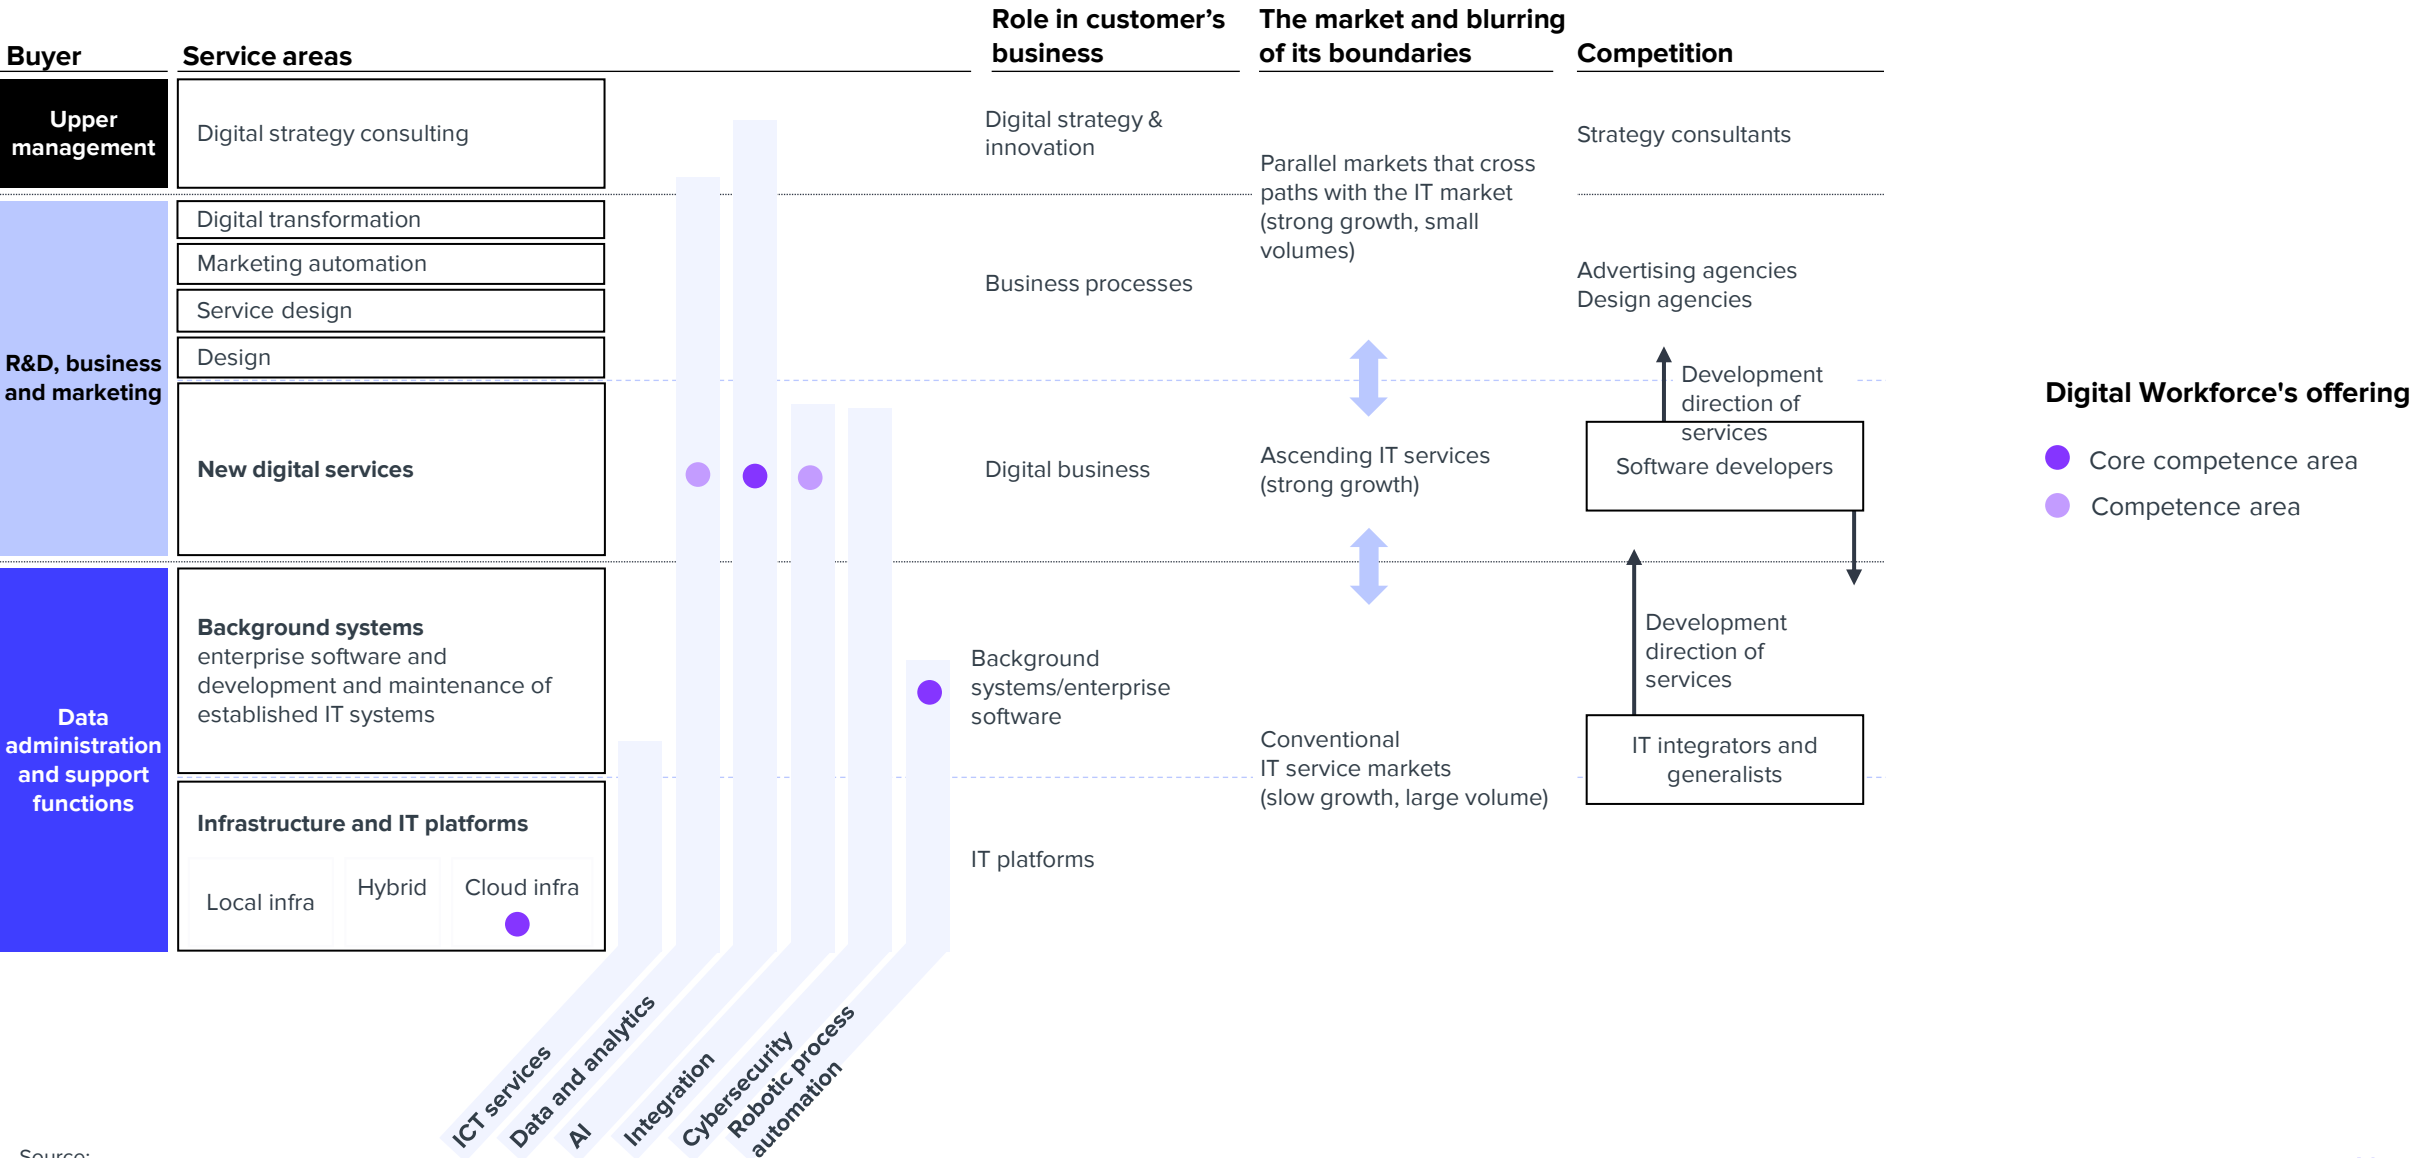 Buyer
Service areas
Role in customer’s
business
The market and blurring
of its boundaries
Competition
Upper
management
Digital strategy consulting
Digital strategy &
innovation
Parallel markets that cross
paths with the IT market
(strong growth, small
volumes)
Strategy consultants
R&D, business
and marketing
Digital transformation
Marketing automation
Service design
Design
Business processes
Advertising agencies
Design agencies
Development
direction of
services
New digital services
Digital business
Ascending IT services
(strong growth)
Software developers
Digital Workforce's offering
Core competence area
Competence area
Data
administration
and support
functions
Background systems
enterprise software and
development and maintenance of
established IT systems
Background
systems/enterprise
software
Development
direction of
services
Conventional
IT service markets
(slow growth, large volume)
IT integrators and
generalists
Infrastructure and IT platforms
Local infra
Hybrid
Cloud infra
IT platforms
ICT services
Data and analytics
AI
Integration
Cybersecurity
Robotic process
automation
Source: